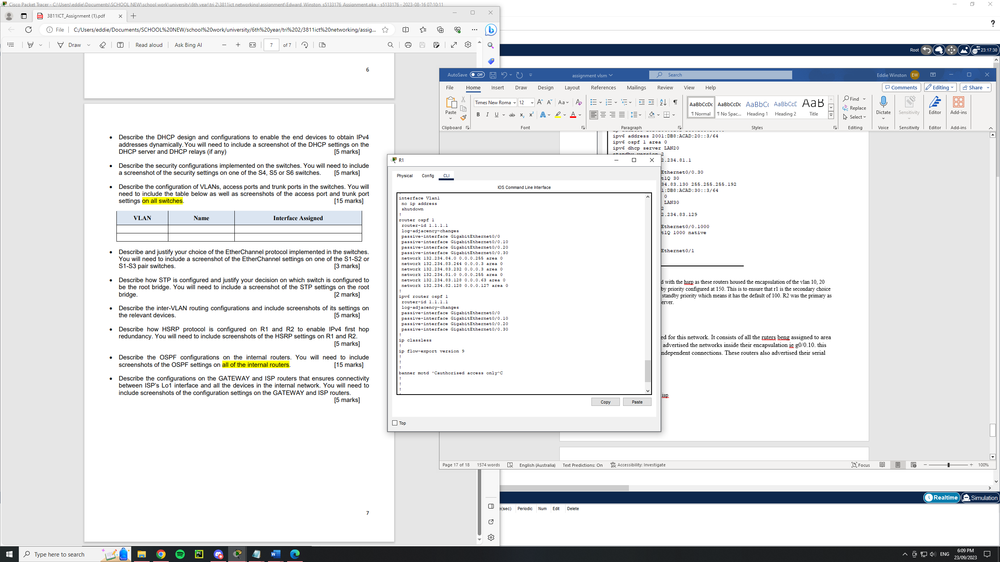 Cisco Packet Tracer - C:\Users\eddie\Documents\SCHOOL NEW\school work\university\6th year\tri 2\3811ict networking\assignment\Edward_Winston_s5133176_Assignment.pka - s5133176 - 2023-08-16 07:10:11
3811ICT_Assignment (1).pdf
File
C:/Users/eddie/Documents/SCHOOL%20NEW/school%20work/university/6th%20year/tri%202/3811ict%20networking/assig...
Draw
Read aloud
Ask Bing AI
7
of 7
6
• Describe the DHCP design and configurations to enable the end devices to obtain IPv4
addresses dynamically. You will need to include a screenshot of the DHCP settings on the
DHCP server and DHCP relays (if any) [5 marks]
• Describe the security configurations implemented on the switches. You will need to include
a screenshot of the security settings on one of the S4, S5 or S6 switches. [5 marks]
• Describe the configuration of VLANs, access ports and trunk ports in the switches. You will
need to include the table below as well as screenshots of the access port and trunk port
settings on all switches. [15 marks]
VLAN Name Interface Assigned
• Describe and justify your choice of the EtherChannel protocol implemented in the switches.
You will need to include a screenshot of the EtherChannel settings on one of the S1-S2 or
S1-S3 pair switches. [3 marks]
• Describe how STP is configured and justify your decision on which switch is configured to
be the root bridge. You will need to include a screenshot of the STP settings on the root
bridge. [2 marks]
• Describe the inter-VLAN routing configurations and include screenshots of its settings on
the relevant devices. [5 marks]
• Describe how HSRP protocol is configured on R1 and R2 to enable IPv4 first hop
redundancy. You will need to include screenshots of the HSRP settings on R1 and R2.
[5 marks]
• Describe the OSPF configurations on the internal routers. You will need to include
screenshots of the OSPF settings on all of the internal routers. [15 marks]
• Describe the configurations on the GATEWAY and ISP routers that ensures connectivity
between ISP's Lo1 interface and all the devices in the internal network. You will need to
include screenshots of the configuration settings on the GATEWAY and ISP routers.
[5 marks]
7
Root
23:17:30
AutoSave Off
assignment vlsm
Search
Eddie Winston EW
File Home Insert Draw Design Layout References Mailings Review View Help
Comments Editing Share
Paste
Times New Roma 12
AaBbCcDc AaBbCcDc AaBbC AaBbCcD AaB
¶ Normal ¶ No Spac... Heading 1 Heading 2 Title
Find
Replace
Select
Dictate
Sensitivity
Editor
Add-ins
Clipboard Font Paragraph Styles Editing Voice Sensitivity Editor Add-ins
ipv6 address 2001:DB8:ACAD:20::3/64
ipv6 ospf 1 area 0
ipv6 dhcp server LAN20
2
2.234.81.1
Ethernet0/0.30
t1Q 30
34.83.130 255.255.255.192
1:DB8:ACAD:30::3/64
0
LAN30
2
2.234.83.129
Ethernet0/0.1000
t1Q 1000 native
Ethernet0/1
d with the hsrp as these routers housed the encapsulation of the vlan 10, 20
by priority configured at 150. This is to ensure that r1 is the secondary choice
standby priority which means it has the default of 100. R2 was the primary as
erver.
ed for this network. It consists of all the ruters beng assigned to area
advertised the networks inside their encapsulation ie g0/0.10. this
ndependent connections. These routers also advertised their serial
isp
Page 17 of 18 1574 words English (Australia) Text Predictions: On Accessibility: Investigate Focus 100%
R1
Physical Config CLI
IOS Command Line Interface
!
interface Vlan1
no ip address
shutdown
!
router ospf 1
router-id 1.1.1.1
log-adjacency-changes
passive-interface GigabitEthernet0/0
passive-interface GigabitEthernet0/0.10
passive-interface GigabitEthernet0/0.20
passive-interface GigabitEthernet0/0.30
network 132.234.84.0 0.0.0.255 area 0
network 132.234.83.244 0.0.0.3 area 0
network 132.234.83.232 0.0.0.3 area 0
network 132.234.81.0 0.0.0.255 area 0
network 132.234.83.128 0.0.0.63 area 0
network 132.234.82.128 0.0.0.127 area 0
!
ipv6 router ospf 1
router-id 1.1.1.1
log-adjacency-changes
passive-interface GigabitEthernet0/0
passive-interface GigabitEthernet0/0.10
passive-interface GigabitEthernet0/0.20
passive-interface GigabitEthernet0/0.30
!
ip classless
!
ip flow-export version 9
!
!
!
banner motd ^Cauthorised access only^C
!
!
!
Copy Paste
Top
Realtime Simulation
e(sec) Periodic Num Edit Delete
Type here to search
ENG
6:09 PM
23/09/2023